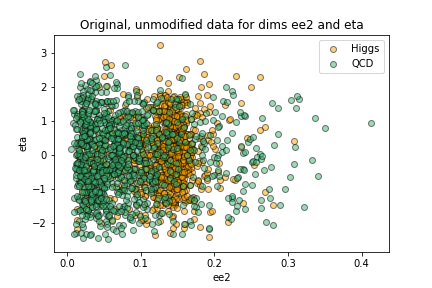 Original, unmodified data for dims ee2 and eta
Higgs
QCD
3
2
1
0
−1
−2
eta
0.0 0.1 0.2 0.3 0.4
ee2